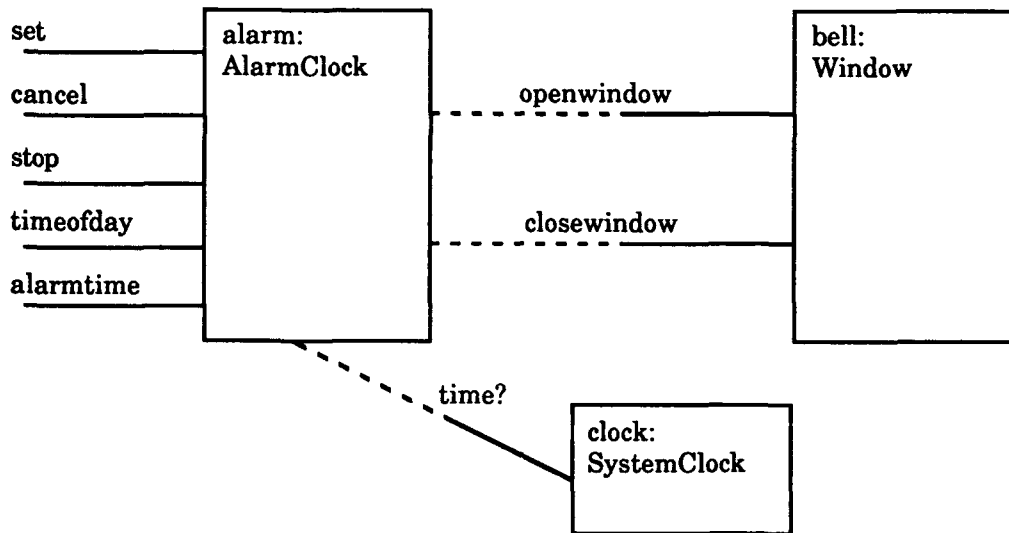 set
cancel
stop
timeofday
alarmtime
alarm:
AlarmClock
openwindow
closewindow
bell:
Window
time?
clock:
SystemClock